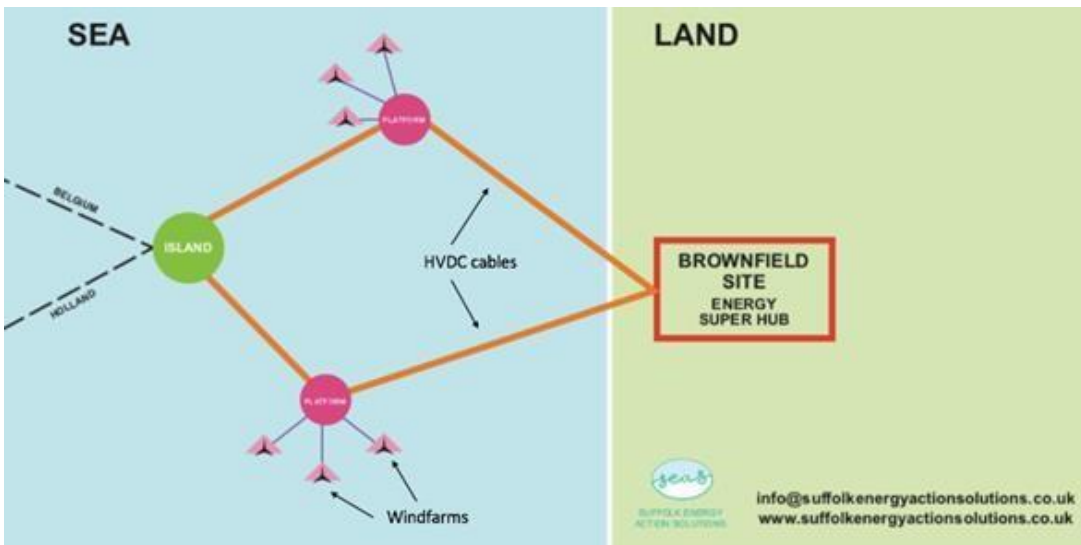 SEA
LAND
PLATFORM
BELGIUM
ISLAND
HVDC cables
BROWNFIELD
SITE
ENERGY
SUPER HUB
HOLLAND
PLATFORM
Windfarms
seas
SUFFOLK ENERGY
ACTION SOLUTIONS
info@suffolkenergyactionsolutions.co.uk
www.suffolkenergyactionsolutions.co.uk